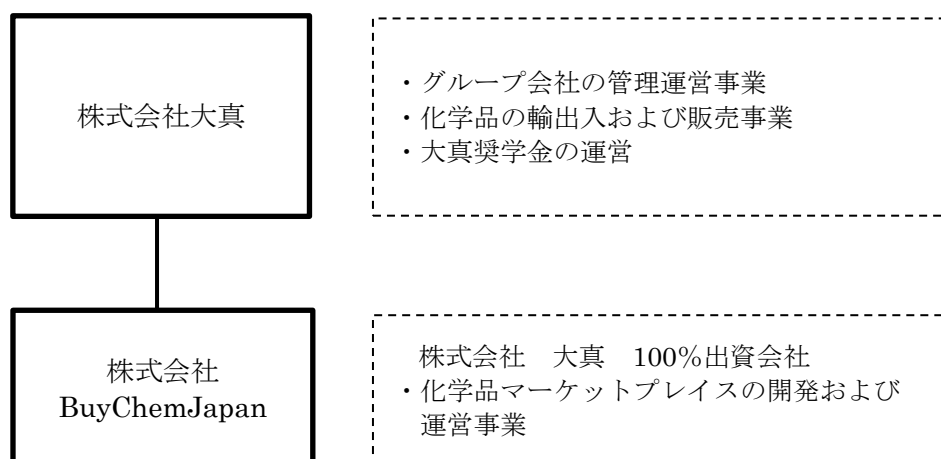 株式会社大真
・グループ会社の管理運営事業
・化学品の輸出入および販売事業
・大真奨学金の運営
株式会社
BuyChemJapan
株式会社　大真　100％出資会社
・化学品マーケットプレイスの開発および
運営事業